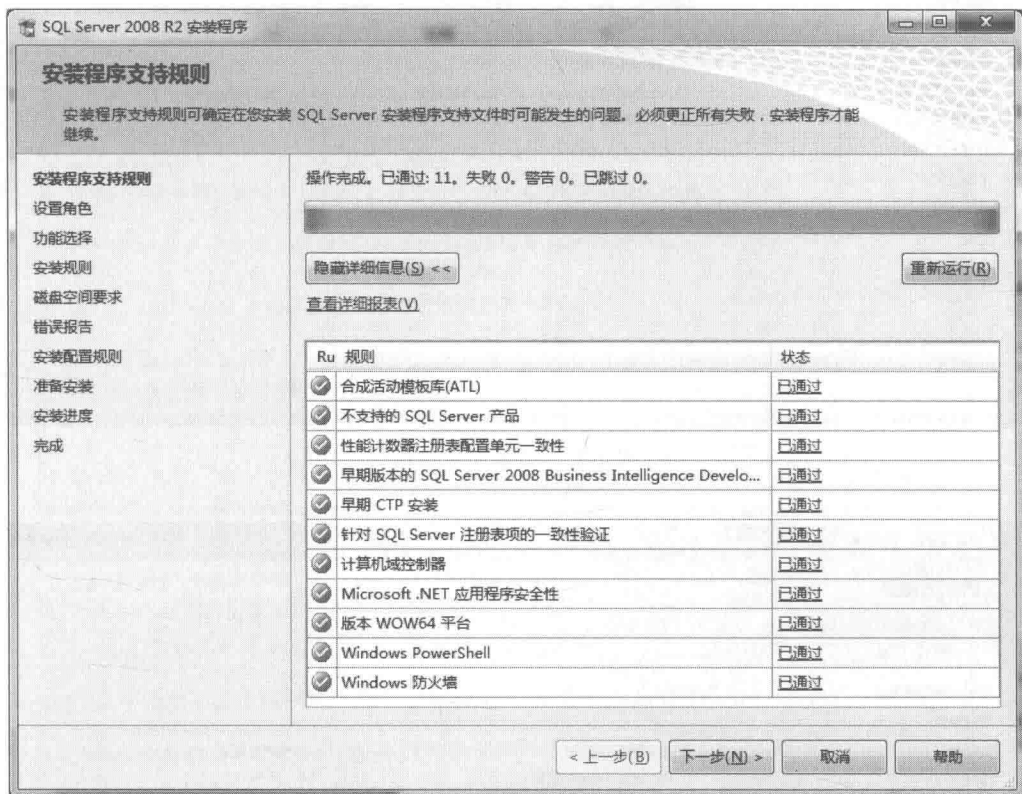 SQL Server 2008 R2 安装程序
安装程序支持规则
安装程序支持规则可确定在您安装 SQL Server 安装程序支持文件时可能发生的问题。必须更正所有失败，安装程序才能
继续。
安装程序支持规则
设置角色
功能选择
安装规则
磁盘空间要求
错误报告
安装配置规则
准备安装
安装进度
完成
操作完成。已通过: 11。失败 0。警告 0。已跳过 0。
隐藏详细信息(S) <<
重新运行(R)
查看详细报表(V)
Ru 规则 状态
合成活动模板库(ATL) 已通过
不支持的 SQL Server 产品 已通过
性能计数器注册表配置单元一致性 已通过
早期版本的 SQL Server 2008 Business Intelligence Develo... 已通过
早期 CTP 安装 已通过
针对 SQL Server 注册表项的一致性验证 已通过
计算机域控制器 已通过
Microsoft .NET 应用程序安全性 已通过
版本 WOW64 平台 已通过
Windows PowerShell 已通过
Windows 防火墙 已通过
< 上一步(B) 下一步(N) > 取消 帮助